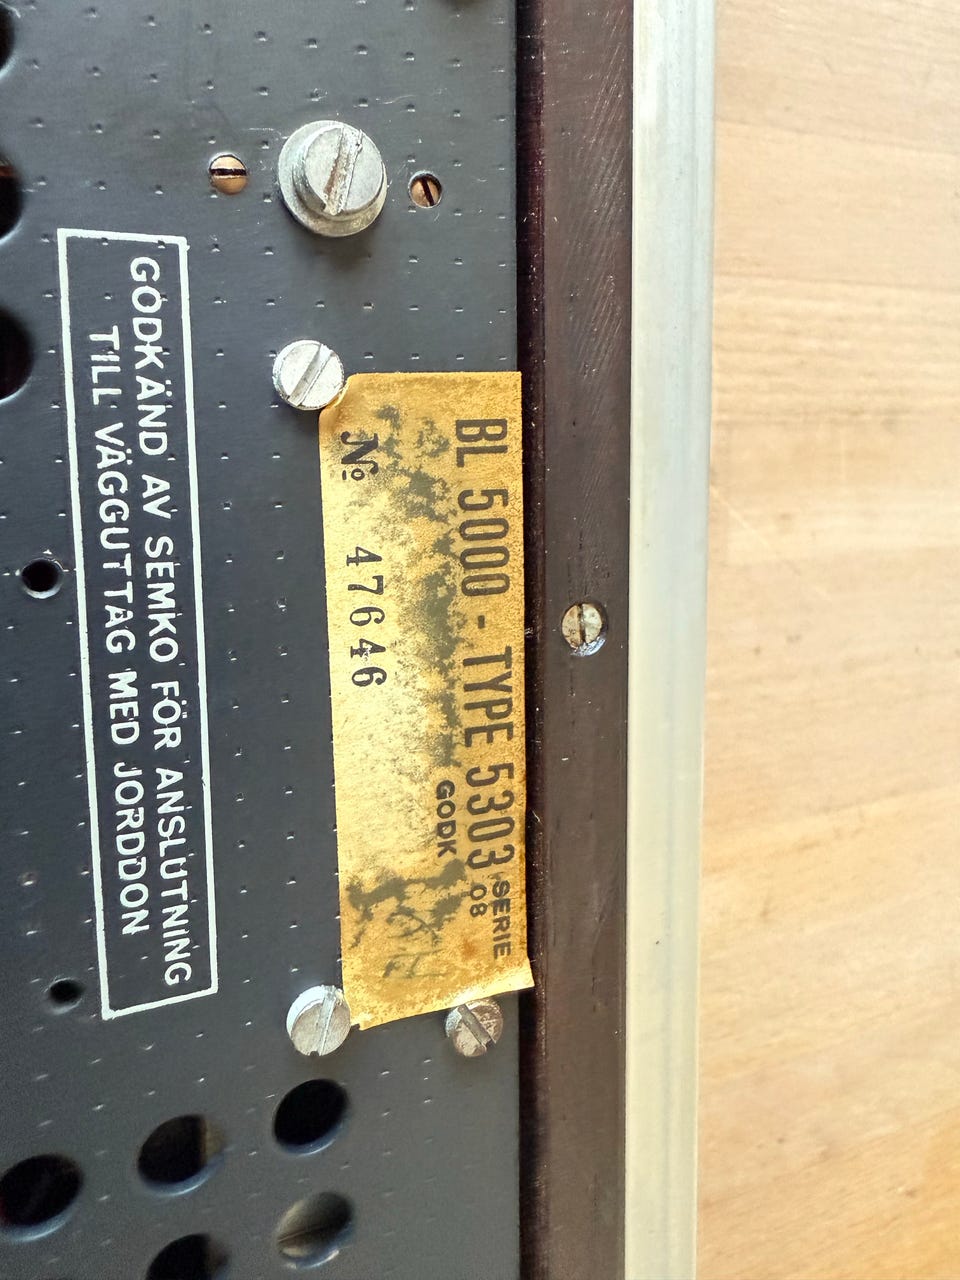 BL 5000 - TYPE 5303 SERIE
08
GODK
№ 47646
GODKÄND AV SEMKO FÖR ANSLUTNING
TILL VÄGGUTTAG MED JORDDON